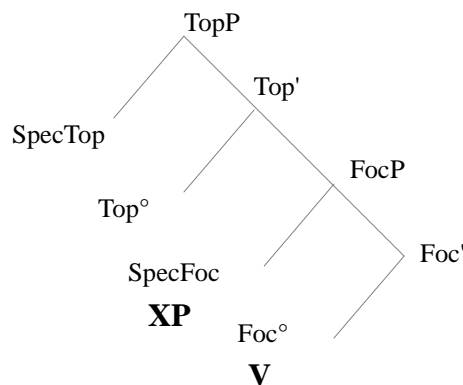 TopP
Top'
SpecTop
FocP
Top°
Foc'
SpecFoc
XP
Foc°
V